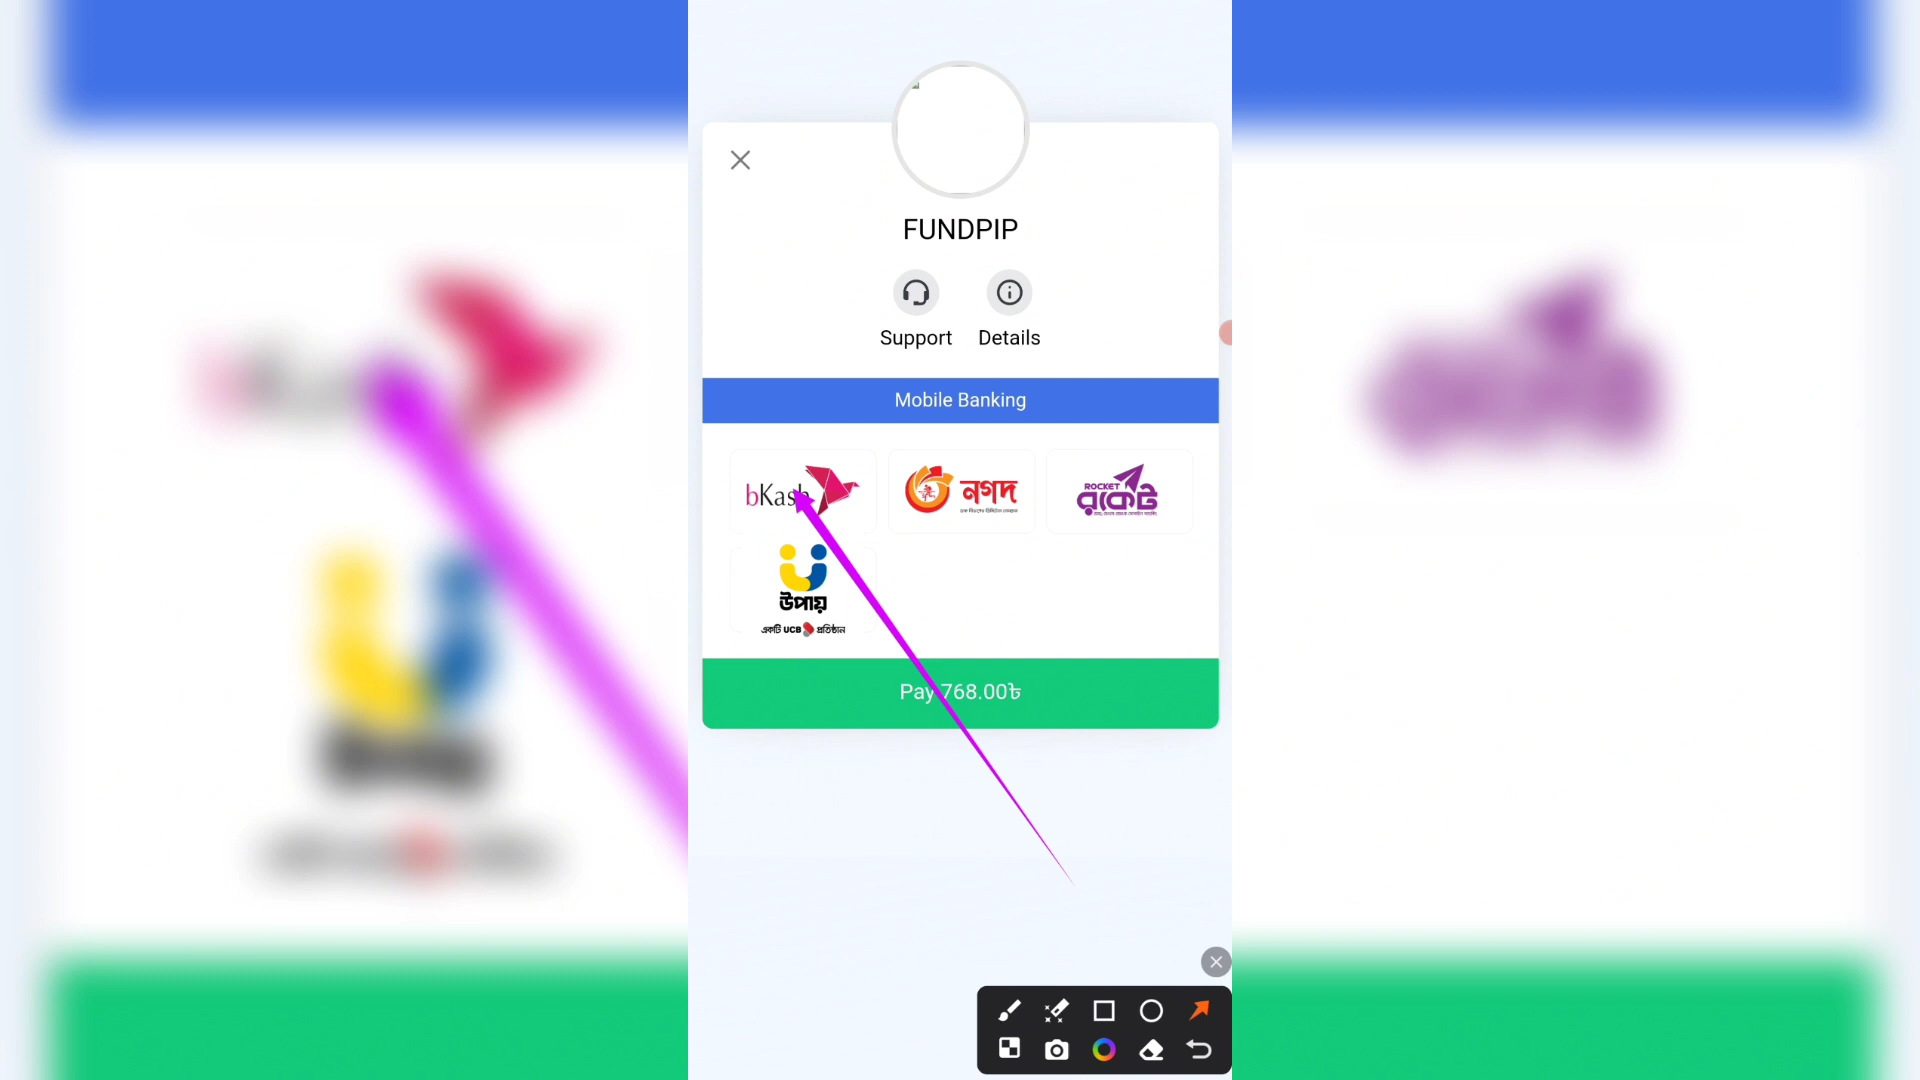 FUNDPIP
Support
Details
Mobile Banking
bKash
নগদ
ROCKET
রকেট
উপায়
একটি UCB প্রতিষ্ঠান
Pay 768.00৳